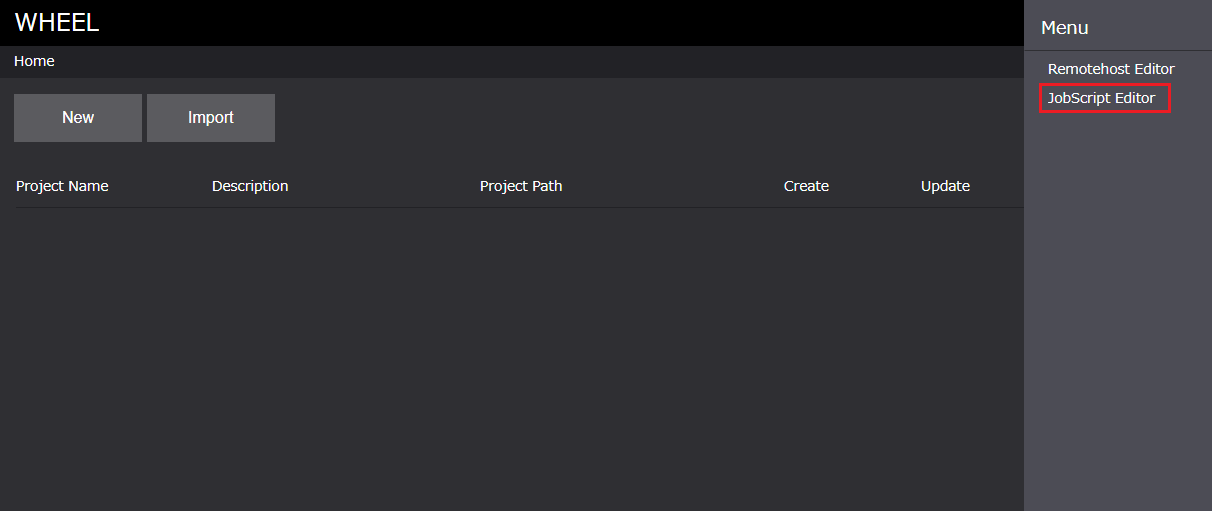 WHEEL
Home
New Import
Project Name Description Project Path Create Update
Menu
Remotehost Editor
JobScript Editor